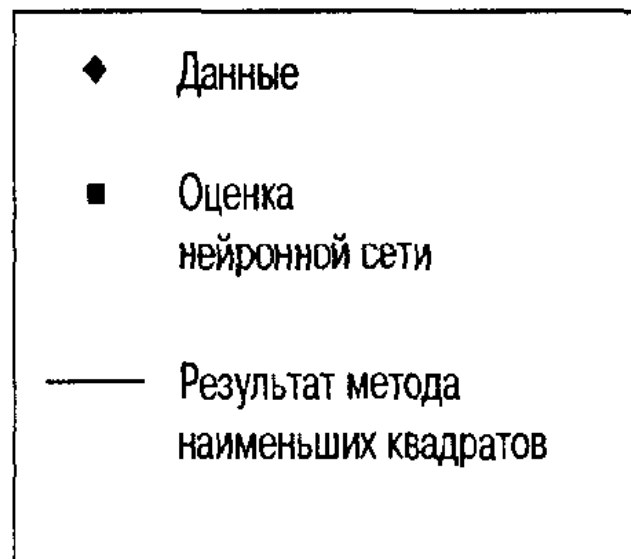 Данные
Оценка
нейронной сети
Результат метода
наименьших квадратов